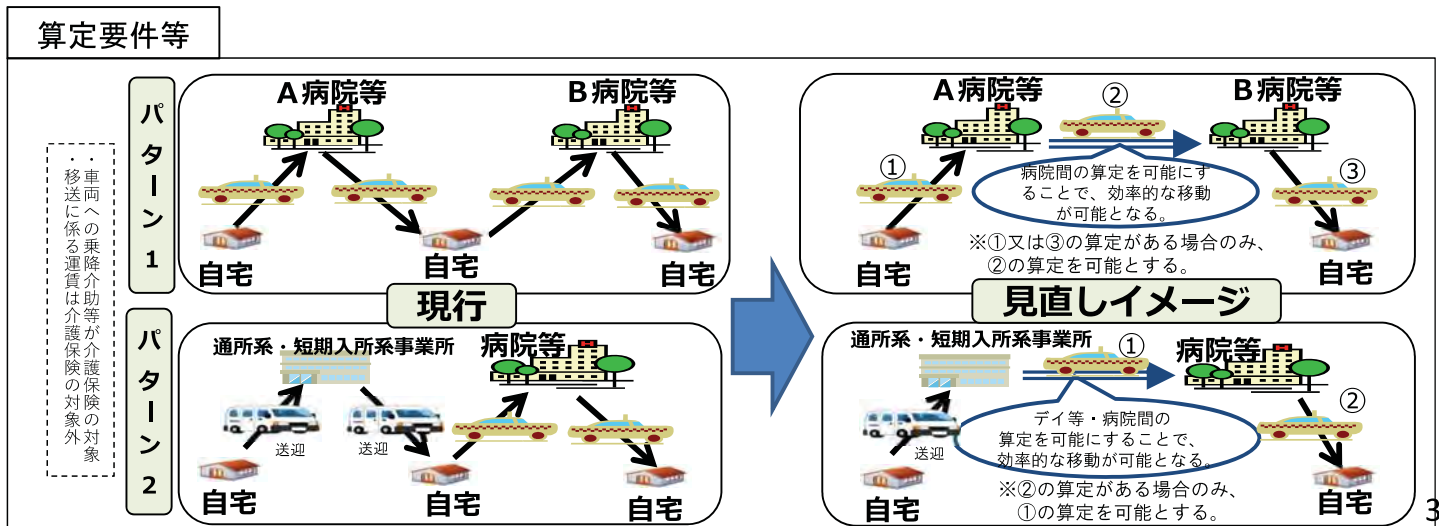 算定要件等
・車両への乗降介助等が介護保険の対象
・移送に係る運賃は介護保険の対象外
パターン1
A病院等
B病院等
自宅
自宅
自宅
現行
パターン2
通所系・短期入所系事業所
病院等
送迎
送迎
自宅
自宅
自宅
A病院等
②
B病院等
①
病院間の算定を可能にす
ることで、効率的な移動
が可能となる。
③
※①又は③の算定がある場合のみ、
②の算定を可能とする。
自宅
自宅
見直しイメージ
通所系・短期入所系事業所
①
病院等
②
デイ等・病院間の
算定を可能にすることで、
効率的な移動が可能となる。
送迎
※②の算定がある場合のみ、
①の算定を可能とする。
自宅
自宅
3